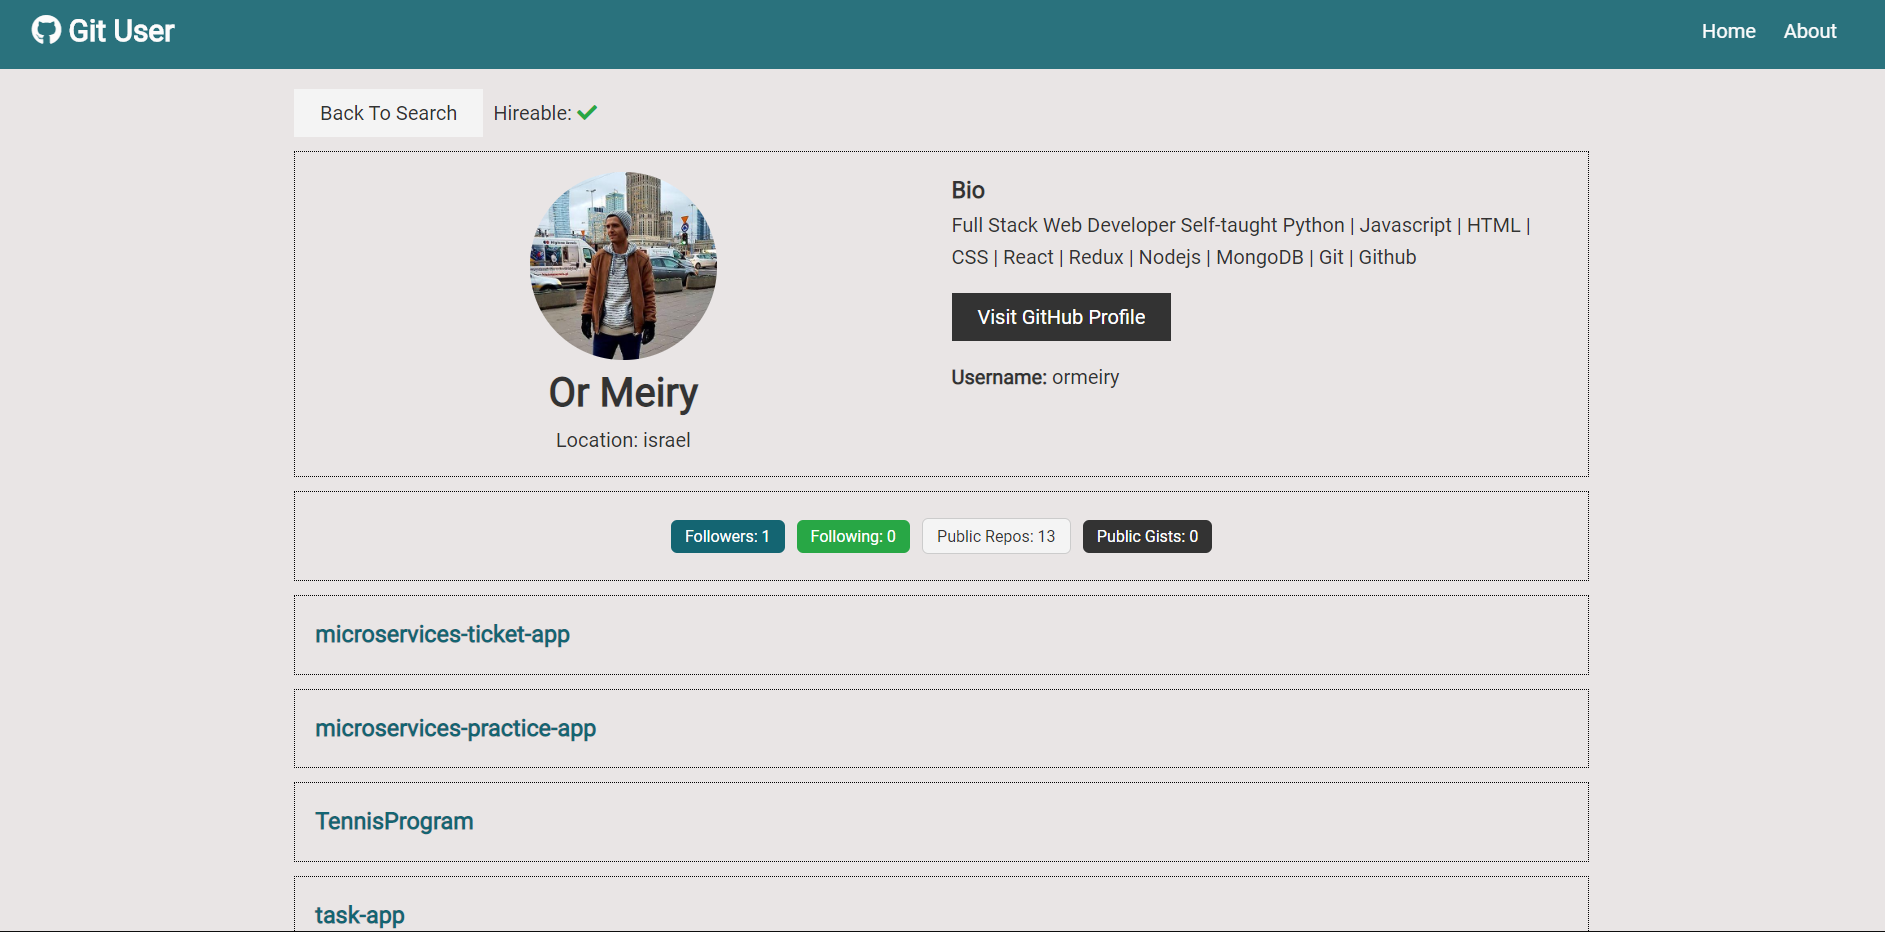 Git User
Home
About
Back To Search
Hireable:
Bio
Full Stack Web Developer Self-taught Python | Javascript | HTML |
CSS | React | Redux | Nodejs | MongoDB | Git | Github
Visit GitHub Profile
Username: ormeiry
Or Meiry
Location: israel
Followers: 1
Following: 0
Public Repos: 13
Public Gists: 0
microservices-ticket-app
microservices-practice-app
TennisProgram
task-app